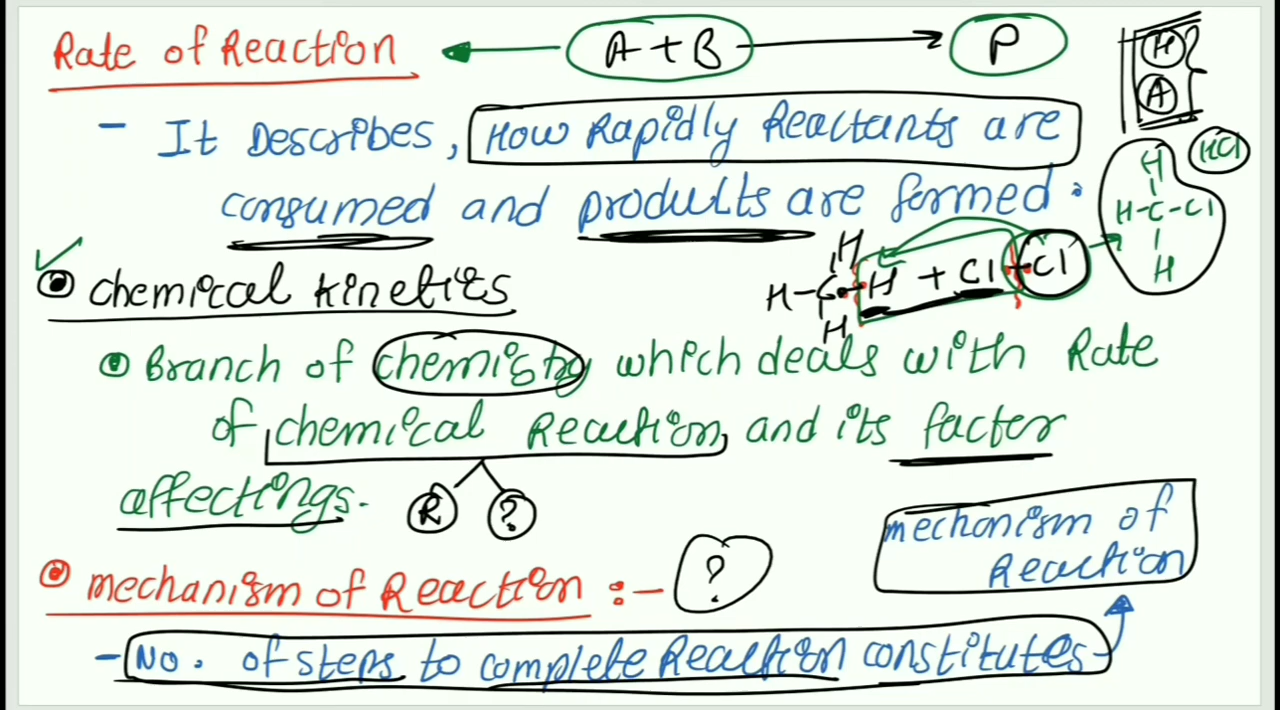 Rate of Reaction A + B P
H
A
- It Describes, How Rapidly Reactants are
consumed and products are formed.
HCl
H
H-C-Cl
H
chemical kinetics
H
H-C-H + Cl-Cl
H
Branch of chemistry which deals with Rate
of chemical Reaction, and its factor
affectings.
R ?
mechanism of Reaction
mechanism of Reaction :- ?
- No. of steps to complete Reaction constitutes